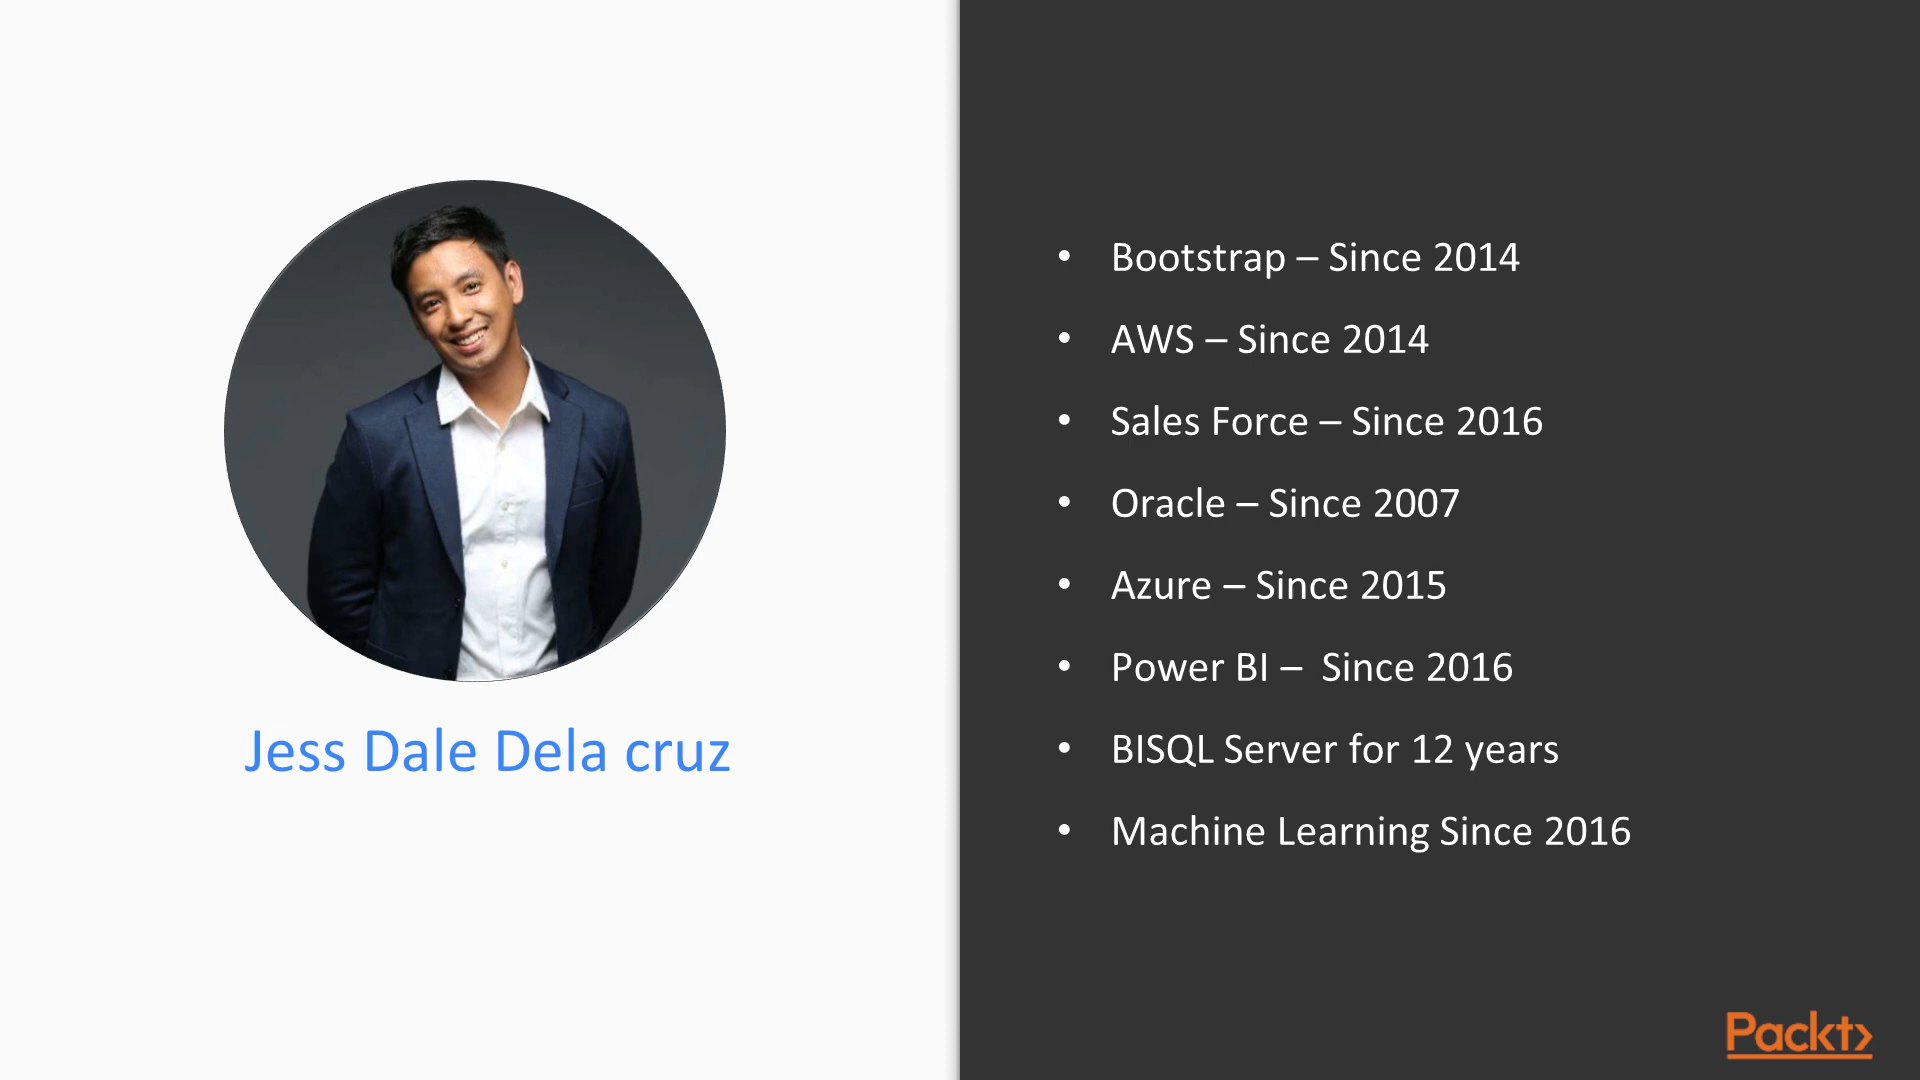 Jess Dale Dela cruz
• Bootstrap – Since 2014
• AWS – Since 2014
• Sales Force – Since 2016
• Oracle – Since 2007
• Azure – Since 2015
• Power BI –  Since 2016
• BISQL Server for 12 years
• Machine Learning Since 2016
Packt>